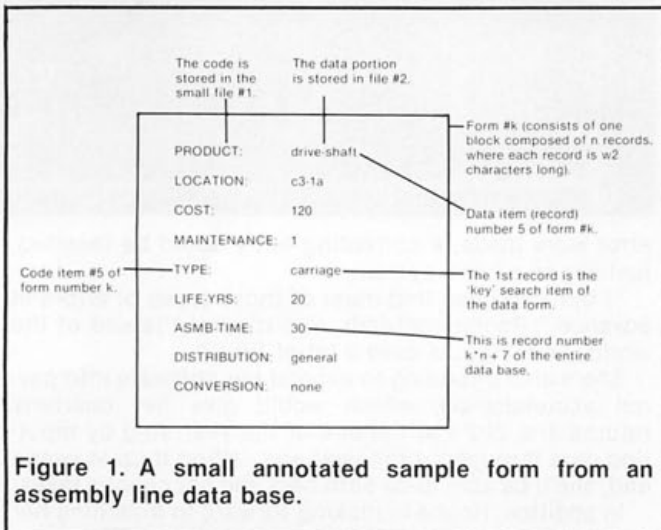 The code is
stored in the
small file #1.
The data portion
is stored in file #2.
Form #k (consists of one
block composed of n records,
where each record is w2
characters long).
PRODUCT: drive-shaft
LOCATION: c3-1a
COST: 120
MAINTENANCE: 1
TYPE: carriage
LIFE-YRS: 20
ASMB-TIME: 30
DISTRIBUTION: general
CONVERSION: none
Data item (record)
number 5 of form #k.
Code item #5 of
form number k.
The 1st record is the
'key' search item of
the data form.
This is record number
k*n + 7 of the entire
data base.
Figure 1. A small annotated sample form from an
assembly line data base.